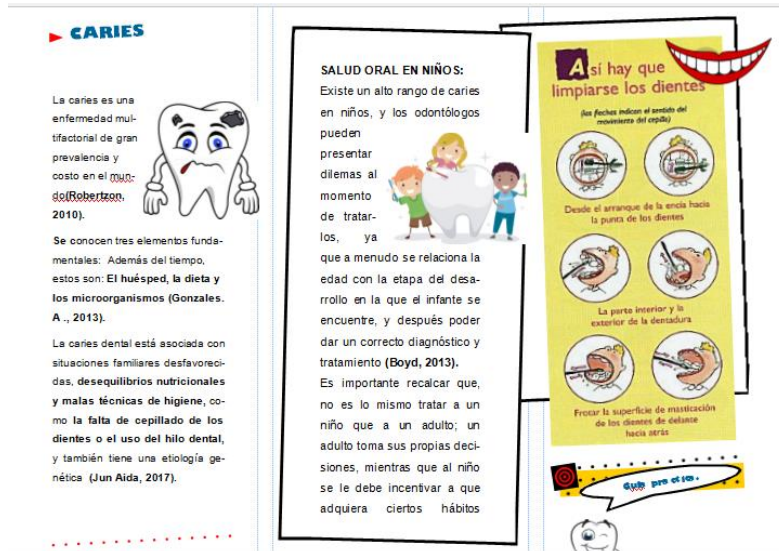 CARIES
La caries es una
enfermedad mul-
tifactorial de gran
prevalencia y
costo en el mun-
do(Robertzon,
2010).
Se conocen tres elementos funda-
mentales: Además del tiempo,
estos son: El huésped, la dieta y
los microorganismos (Gonzales.
A ., 2013).
La caries dental está asociada con
situaciones familiares desfavoreci-
das, desequilibrios nutricionales
y malas técnicas de higiene, co-
mo la falta de cepillado de los
dientes o el uso del hilo dental,
y también tiene una etiología ge-
nética (Jun Aida, 2017).
SALUD ORAL EN NIÑOS:
Existe un alto rango de caries
en niños, y los odontólogos
pueden
presentar
dilemas al
momento
de tratar-
los, ya
que a menudo se relaciona la
edad con la etapa del desa-
rrollo en la que el infante se
encuentre, y después poder
dar un correcto diagnóstico y
tratamiento (Boyd, 2013).
Es importante recalcar que,
no es lo mismo tratar a un
niño que a un adulto; un
adulto toma sus propias deci-
siones, mientras que al niño
se le debe incentivar a que
adquiera ciertos hábitos
Así hay que
limpiarse los dientes
(las flechas indican el sentido del
movimiento del cepillo)
Desde el arranque de la encía hacia
la punta de los dientes
La parte interior y la
exterior de la dentadura
Frotar la superficie de masticación
de los dientes de delante
hacia atrás